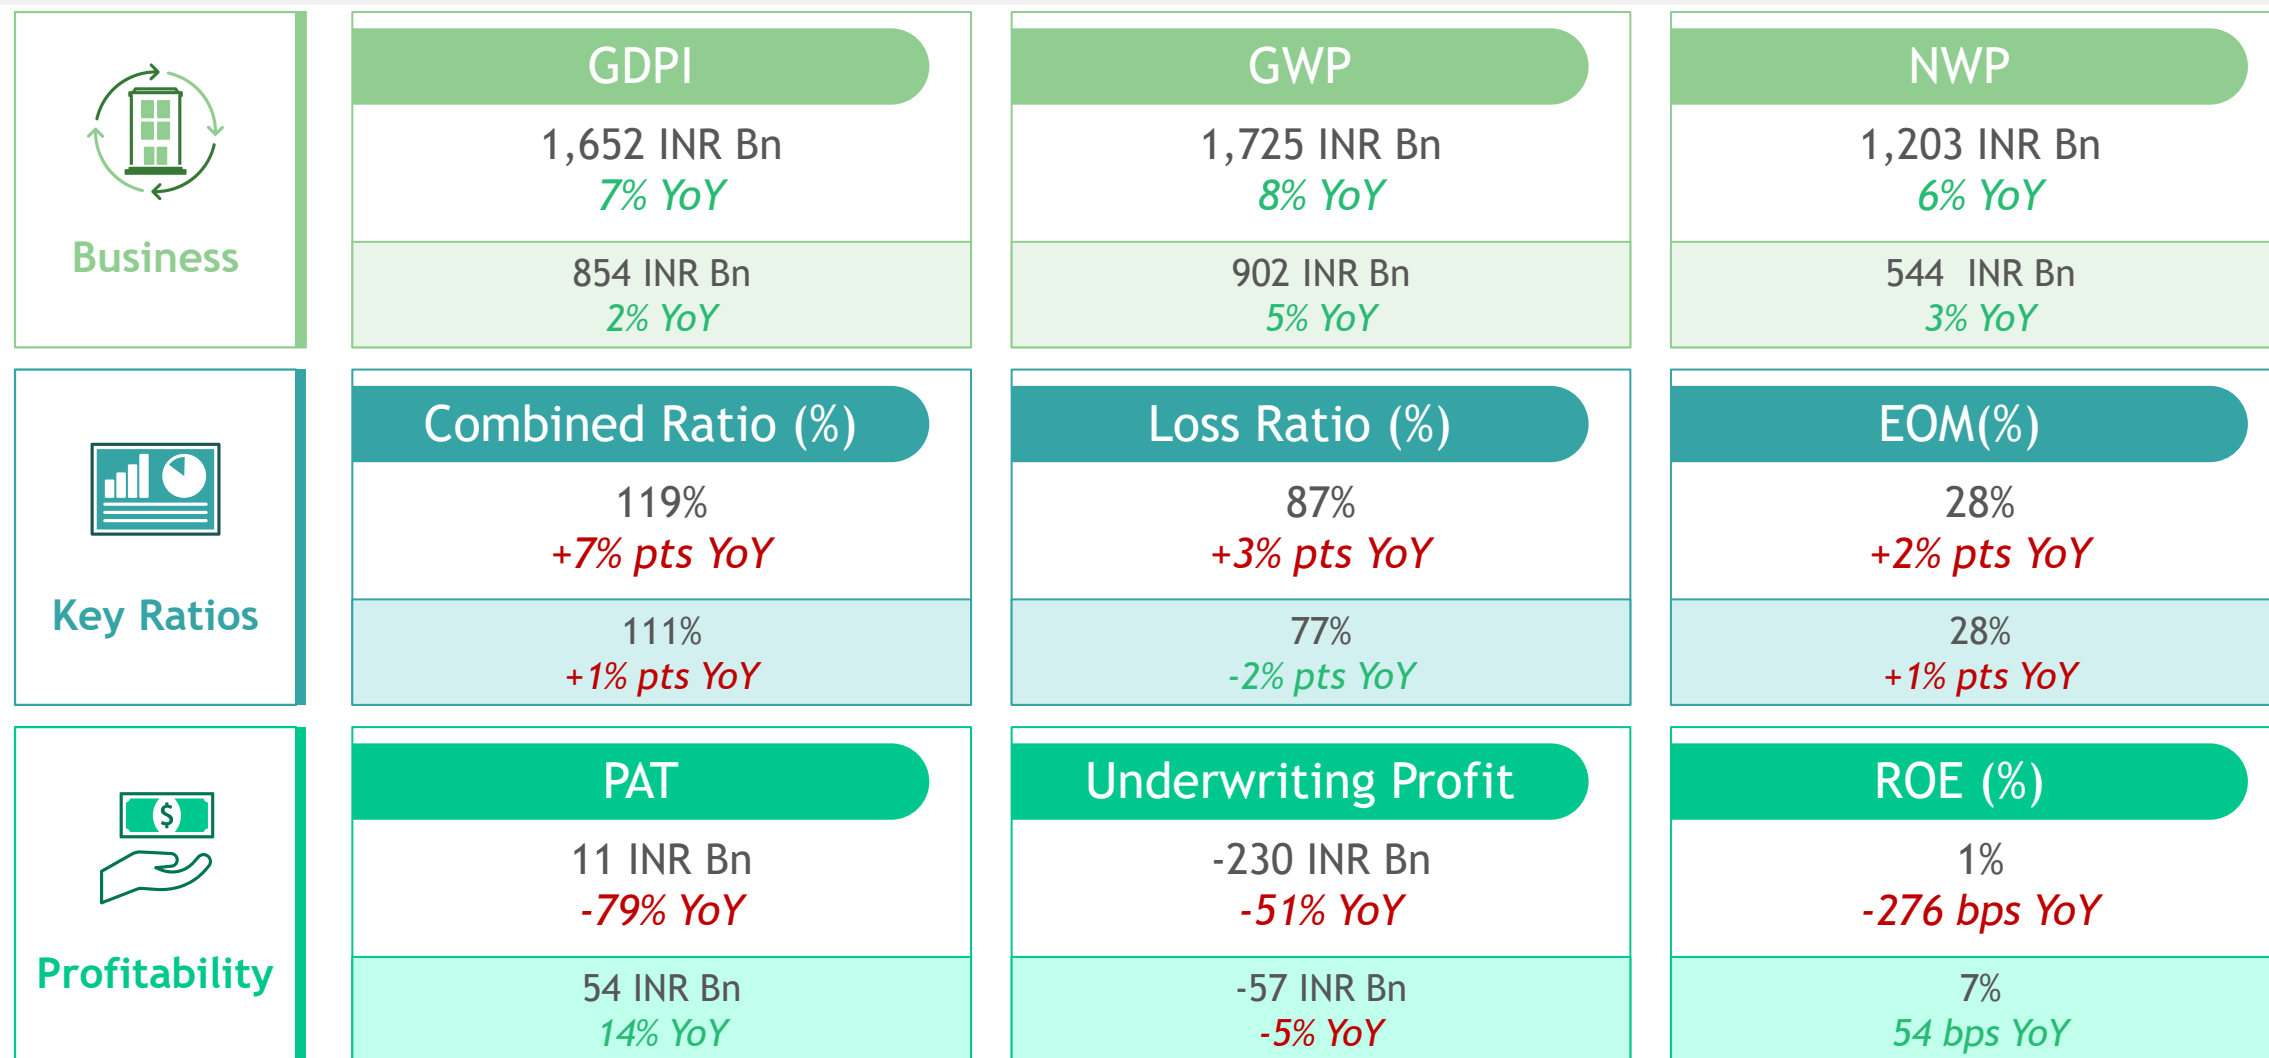 Business
GDPI
1,652 INR Bn
7% YoY
854 INR Bn
2% YoY
GWP
1,725 INR Bn
8% YoY
902 INR Bn
5% YoY
NWP
1,203 INR Bn
6% YoY
544 INR Bn
3% YoY
Key Ratios
Combined Ratio (%)
119%
+7% pts YoY
111%
+1% pts YoY
Loss Ratio (%)
87%
+3% pts YoY
77%
-2% pts YoY
EOM(%)
28%
+2% pts YoY
28%
+1% pts YoY
Profitability
$
PAT
11 INR Bn
-79% YoY
54 INR Bn
14% YoY
Underwriting Profit
-230 INR Bn
-51% YoY
-57 INR Bn
-5% YoY
ROE (%)
1%
-276 bps YoY
7%
54 bps YoY